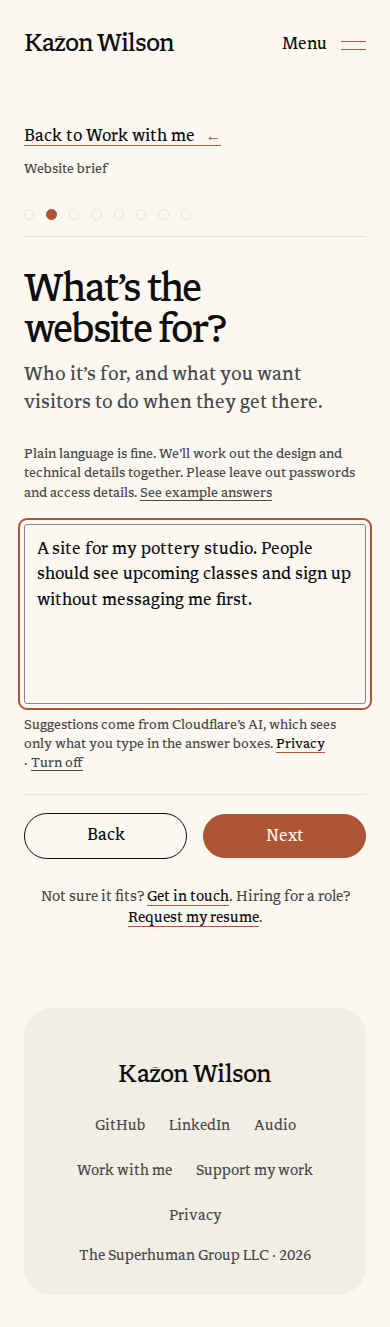 Kažon Wilson
Menu
Back to Work with me ←
Website brief
What’s the
website for?
Who it’s for, and what you want
visitors to do when they get there.
Plain language is fine. We’ll work out the design and
technical details together. Please leave out passwords
and access details. See example answers
A site for my pottery studio. People
should see upcoming classes and sign up
without messaging me first.
Suggestions come from Cloudflare’s AI, which sees
only what you type in the answer boxes. Privacy
· Turn off
Back
Next
Not sure it fits? Get in touch. Hiring for a role?
Request my resume.
Kažon Wilson
GitHub LinkedIn Audio
Work with me Support my work
Privacy
The Superhuman Group LLC · 2026